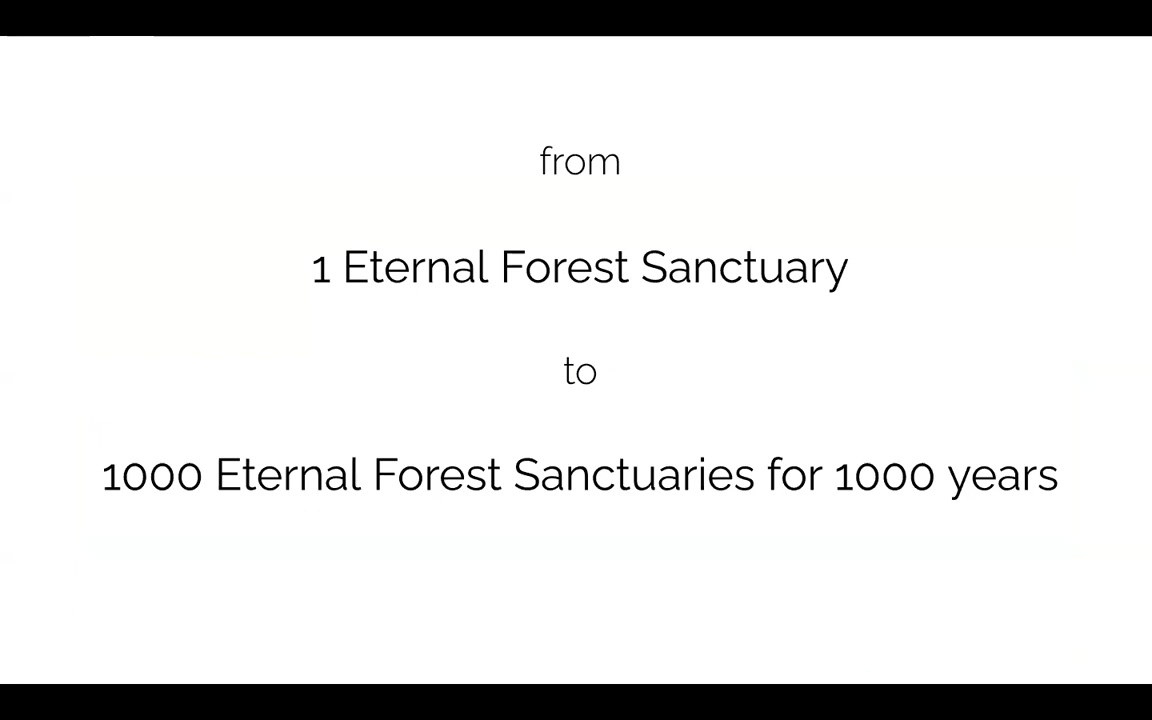 from
1 Eternal Forest Sanctuary
to
1000 Eternal Forest Sanctuaries for 1000 years